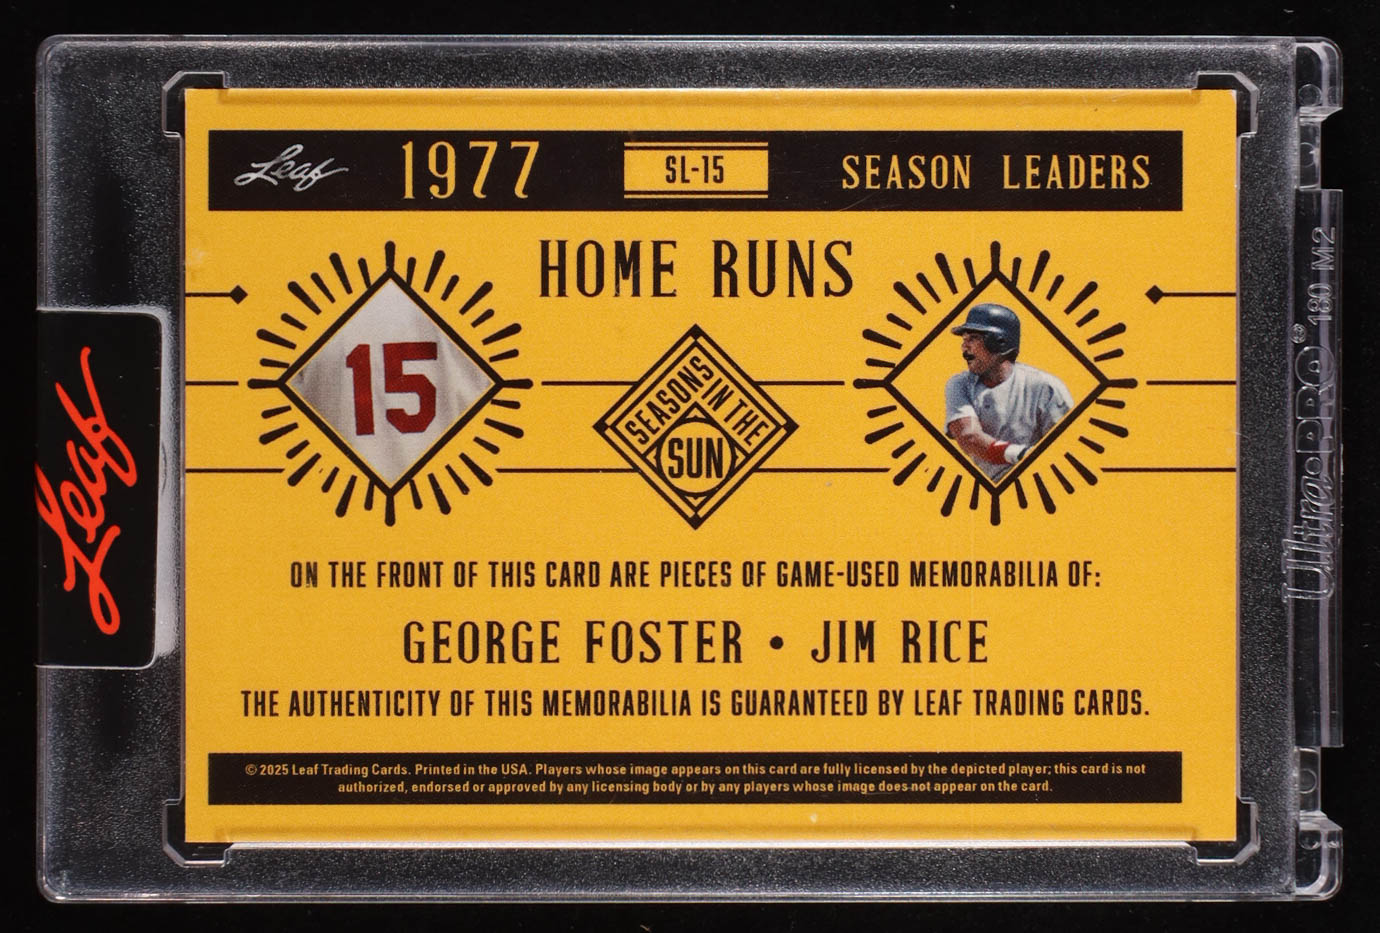 Leaf 1977 SL-15 SEASON LEADERS
HOME RUNS
15
SEASONS IN THE
SUN
ON THE FRONT OF THIS CARD ARE PIECES OF GAME-USED MEMORABILIA OF:
GEORGE FOSTER • JIM RICE
THE AUTHENTICITY OF THIS MEMORABILIA IS GUARANTEED BY LEAF TRADING CARDS.
© 2025 Leaf Trading Cards. Printed in the USA. Players whose image appears on this card are fully licensed by the depicted player; this card is not
authorized, endorsed or approved by any licensing body or by any players whose image does not appear on the card.
Leaf
Ultra•PRO® 180 M2